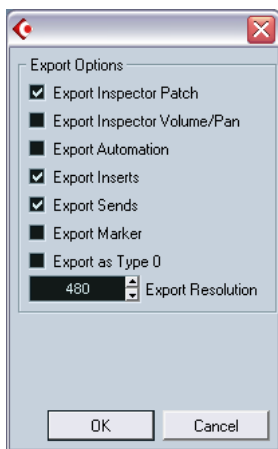 Export Options
Export Inspector Patch
Export Inspector Volume/Pan
Export Automation
Export Inserts
Export Sends
Export Marker
Export as Type 0
480 Export Resolution
OK Cancel